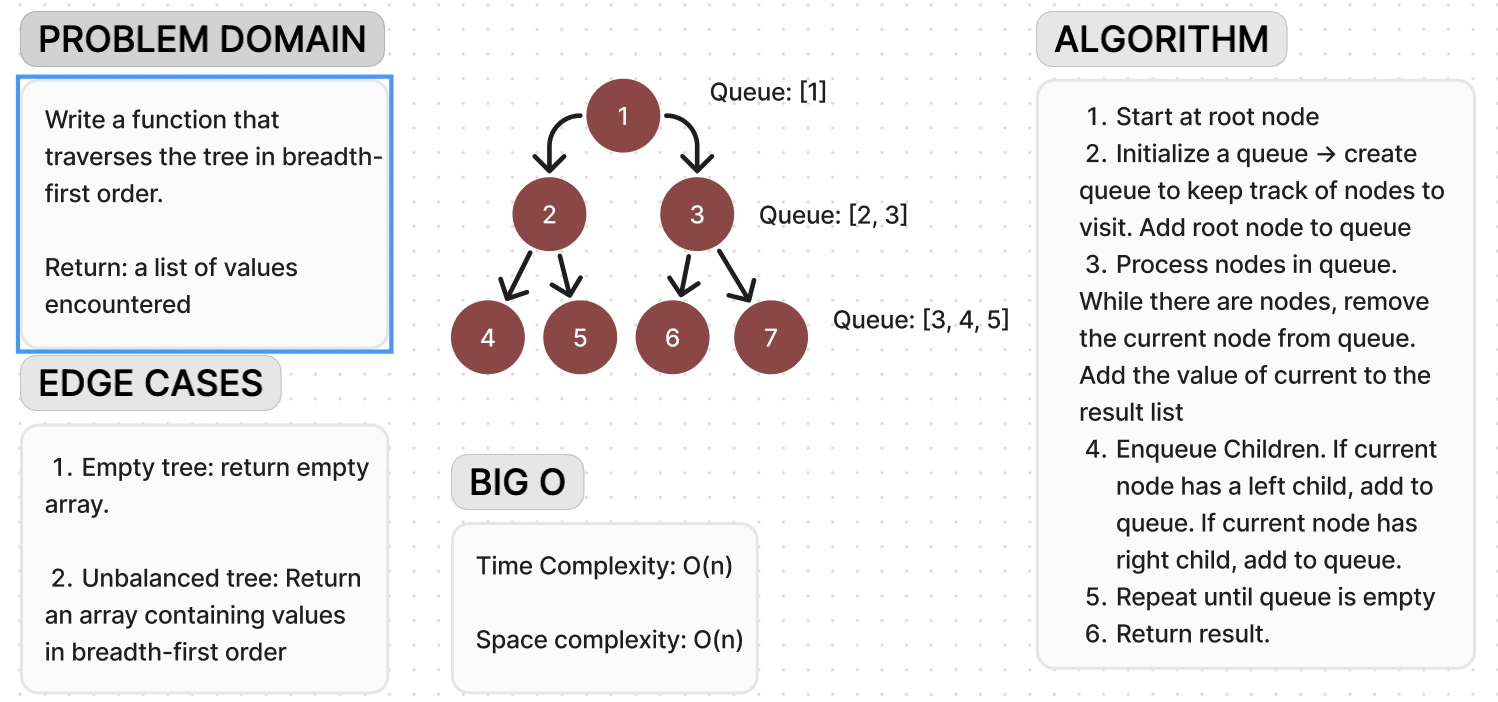 PROBLEM DOMAIN
Write a function that
traverses the tree in breadth-
first order.
Return: a list of values
encountered
EDGE CASES
1. Empty tree: return empty
array.
2. Unbalanced tree: Return
an array containing values
in breadth-first order
1
Queue: [1]
2
3
Queue: [2, 3]
4
5
6
7
Queue: [3, 4, 5]
BIG O
Time Complexity: O(n)
Space complexity: O(n)
ALGORITHM
1. Start at root node
2. Initialize a queue → create
queue to keep track of nodes to
visit. Add root node to queue
3. Process nodes in queue.
While there are nodes, remove
the current node from queue.
Add the value of current to the
result list
4. Enqueue Children. If current
node has a left child, add to
queue. If current node has
right child, add to queue.
5. Repeat until queue is empty
6. Return result.